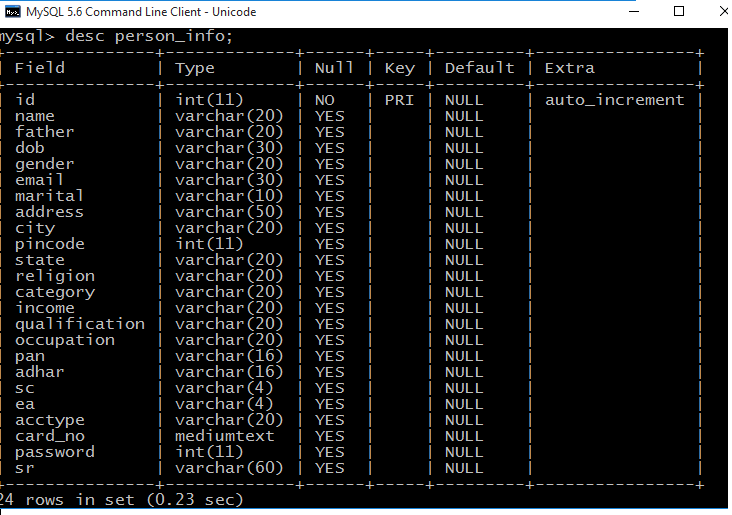 MySQL 5.6 Command Line Client - Unicode
mysql> desc person_info;
+---------------+-------------+------+-----+---------+----------------+
| Field         | Type        | Null | Key | Default | Extra          |
+---------------+-------------+------+-----+---------+----------------+
| id            | int(11)     | NO   | PRI | NULL    | auto_increment |
| name          | varchar(20) | YES  |     | NULL    |                |
| father        | varchar(20) | YES  |     | NULL    |                |
| dob           | varchar(30) | YES  |     | NULL    |                |
| gender        | varchar(20) | YES  |     | NULL    |                |
| email         | varchar(30) | YES  |     | NULL    |                |
| marital       | varchar(10) | YES  |     | NULL    |                |
| address       | varchar(50) | YES  |     | NULL    |                |
| city          | varchar(20) | YES  |     | NULL    |                |
| pincode       | int(11)     | YES  |     | NULL    |                |
| state         | varchar(20) | YES  |     | NULL    |                |
| religion      | varchar(20) | YES  |     | NULL    |                |
| category      | varchar(20) | YES  |     | NULL    |                |
| income        | varchar(20) | YES  |     | NULL    |                |
| qualification | varchar(20) | YES  |     | NULL    |                |
| occupation    | varchar(20) | YES  |     | NULL    |                |
| pan           | varchar(16) | YES  |     | NULL    |                |
| adhar         | varchar(16) | YES  |     | NULL    |                |
| sc            | varchar(4)  | YES  |     | NULL    |                |
| ea            | varchar(4)  | YES  |     | NULL    |                |
| acctype       | varchar(20) | YES  |     | NULL    |                |
| card_no       | mediumtext  | YES  |     | NULL    |                |
| password      | int(11)     | YES  |     | NULL    |                |
| sr            | varchar(60) | YES  |     | NULL    |                |
+---------------+-------------+------+-----+---------+----------------+
24 rows in set (0.23 sec)